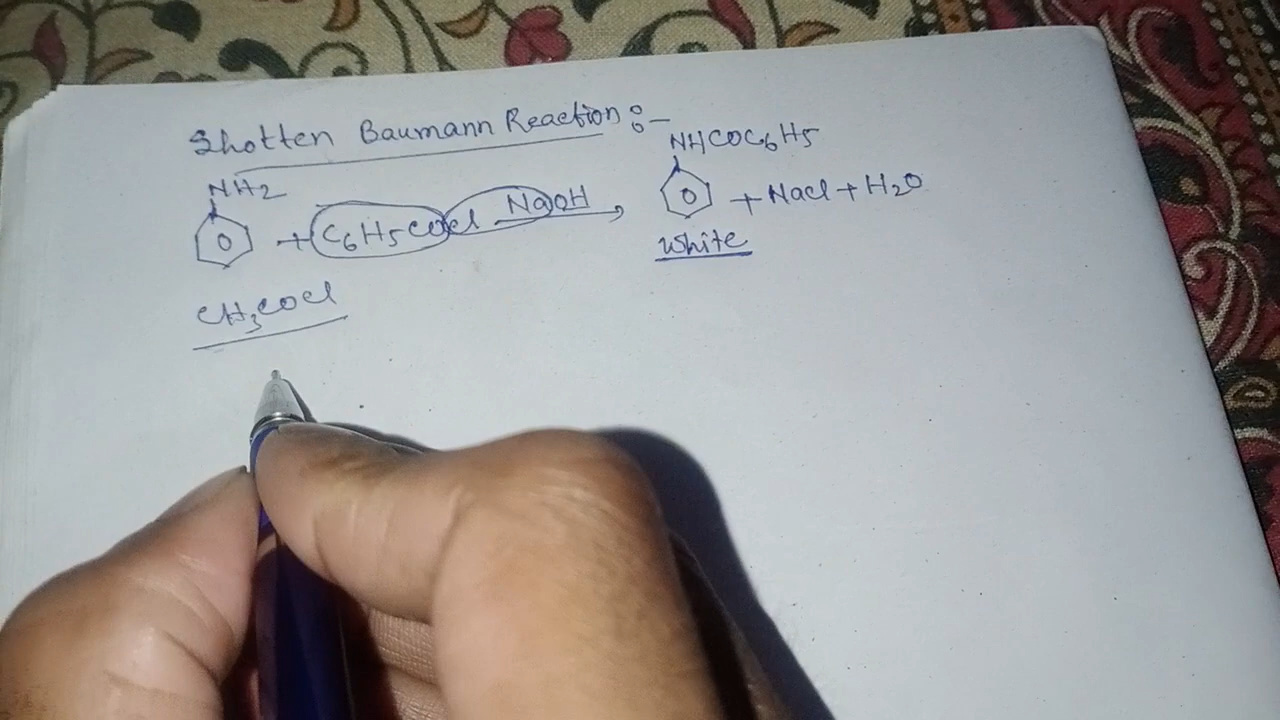 Shotten Baumann Reaction :-
NH2 + C6H5COCl NaOH → NHCOC6H5 + Nacl + H2O
white
CH3COCl